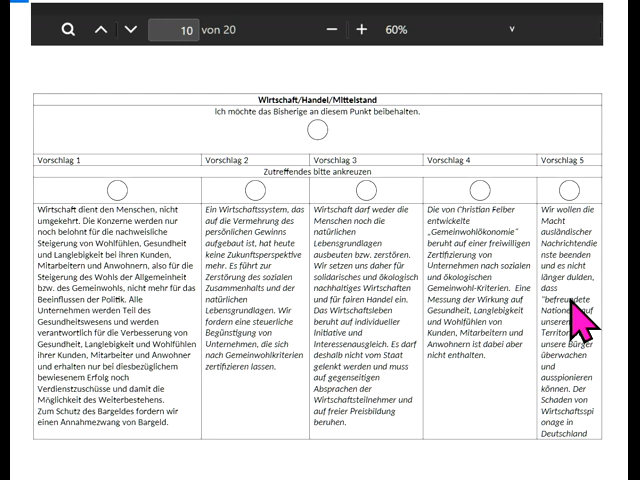 10 von 20
60%
Wirtschaft/Handel/Mittelstand
Ich möchte das Bisherige an diesem Punkt beibehalten.
Vorschlag 1 Vorschlag 2 Vorschlag 3 Vorschlag 4 Vorschlag 5
Zutreffendes bitte ankreuzen
Wirtschaft dient den Menschen, nicht
umgekehrt. Die Konzerne werden nur
noch belohnt für die nachweisliche
Steigerung von Wohlfühlen, Gesundheit
und Langlebigkeit bei ihren Kunden,
Mitarbeitern und Anwohnern, also für die
Steigerung des Wohls der Allgemeinheit
bzw. des Gemeinwohls, nicht mehr für das
Beeinflussen der Politik. Alle
Unternehmen werden Teil des
Gesundheitswesens und werden
verantwortlich für die Verbesserung von
Gesundheit, Langlebigkeit und Wohlfühlen
ihrer Kunden, Mitarbeiter und Anwohner
und erhalten nur bei diesbezüglichem
bewiesenem Erfolg noch
Verdienstzuschüsse und damit die
Möglichkeit des Weiterbestehens.
Zum Schutz des Bargeldes fordern wir
einen Annahmezwang von Bargeld.
Ein Wirtschaftssystem, das
auf die Vermehrung des
persönlichen Gewinns
aufgebaut ist, hat heute
keine Zukunftsperspektive
mehr. Es führt zur
Zerstörung des sozialen
Zusammenhalts und der
natürlichen
Lebensgrundlagen. Wir
fordern eine steuerliche
Begünstigung von
Unternehmen, die sich
nach Gemeinwohlkriterien
zertifizieren lassen.
Wirtschaft darf weder die
Menschen noch die
natürlichen
Lebensgrundlagen
ausbeuten bzw. zerstören.
Wir setzen uns daher für
solidarisches und ökologisch
nachhaltiges Wirtschaften
und für fairen Handel ein.
Das Wirtschaftsleben
beruht auf individueller
Initiative und
Interessenausgleich. Es darf
deshalb nicht vom Staat
gelenkt werden und muss
auf gegenseitigen
Absprachen der
Wirtschaftsteilnehmer und
auf freier Preisbildung
beruhen.
Die von Christian Felber
entwickelte
„Gemeinwohlökonomie“
beruht auf einer freiwilligen
Zertifizierung von
Unternehmen nach sozialen
und ökologischen
Gemeinwohl-Kriterien. Eine
Messung der Wirkung auf
Gesundheit, Langlebigkeit
und Wohlfühlen von
Kunden, Mitarbeitern und
Anwohnern ist dabei aber
nicht enthalten.
Wir wollen die
Macht
ausländischer
Nachrichtendie
nste beenden
und es nicht
länger dulden,
dass
"befreundete
auf
unserem
unsere Bürger
überwachen
und
ausspionieren
können. Der
Schaden von
Wirtschaftsspi
onage in
Deutschland